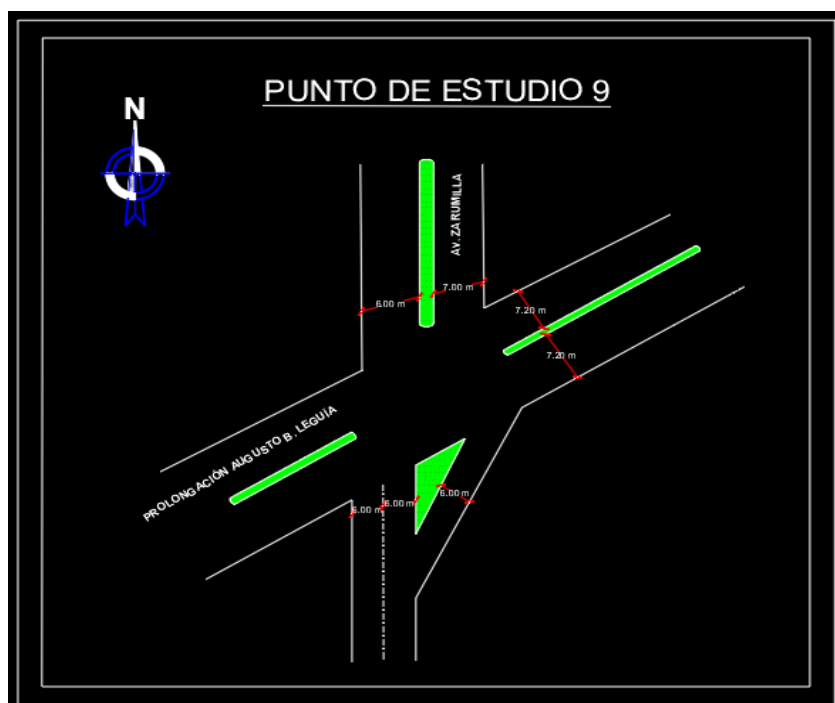 PUNTO DE ESTUDIO 9
N
Av. ZARUMILLA
6.00 m
7.00 m
7.20 m
7.20 m
PROLONGACIÓN AUGUSTO B. LEGUÍA
6.00 m
6.00 m
6.00 m